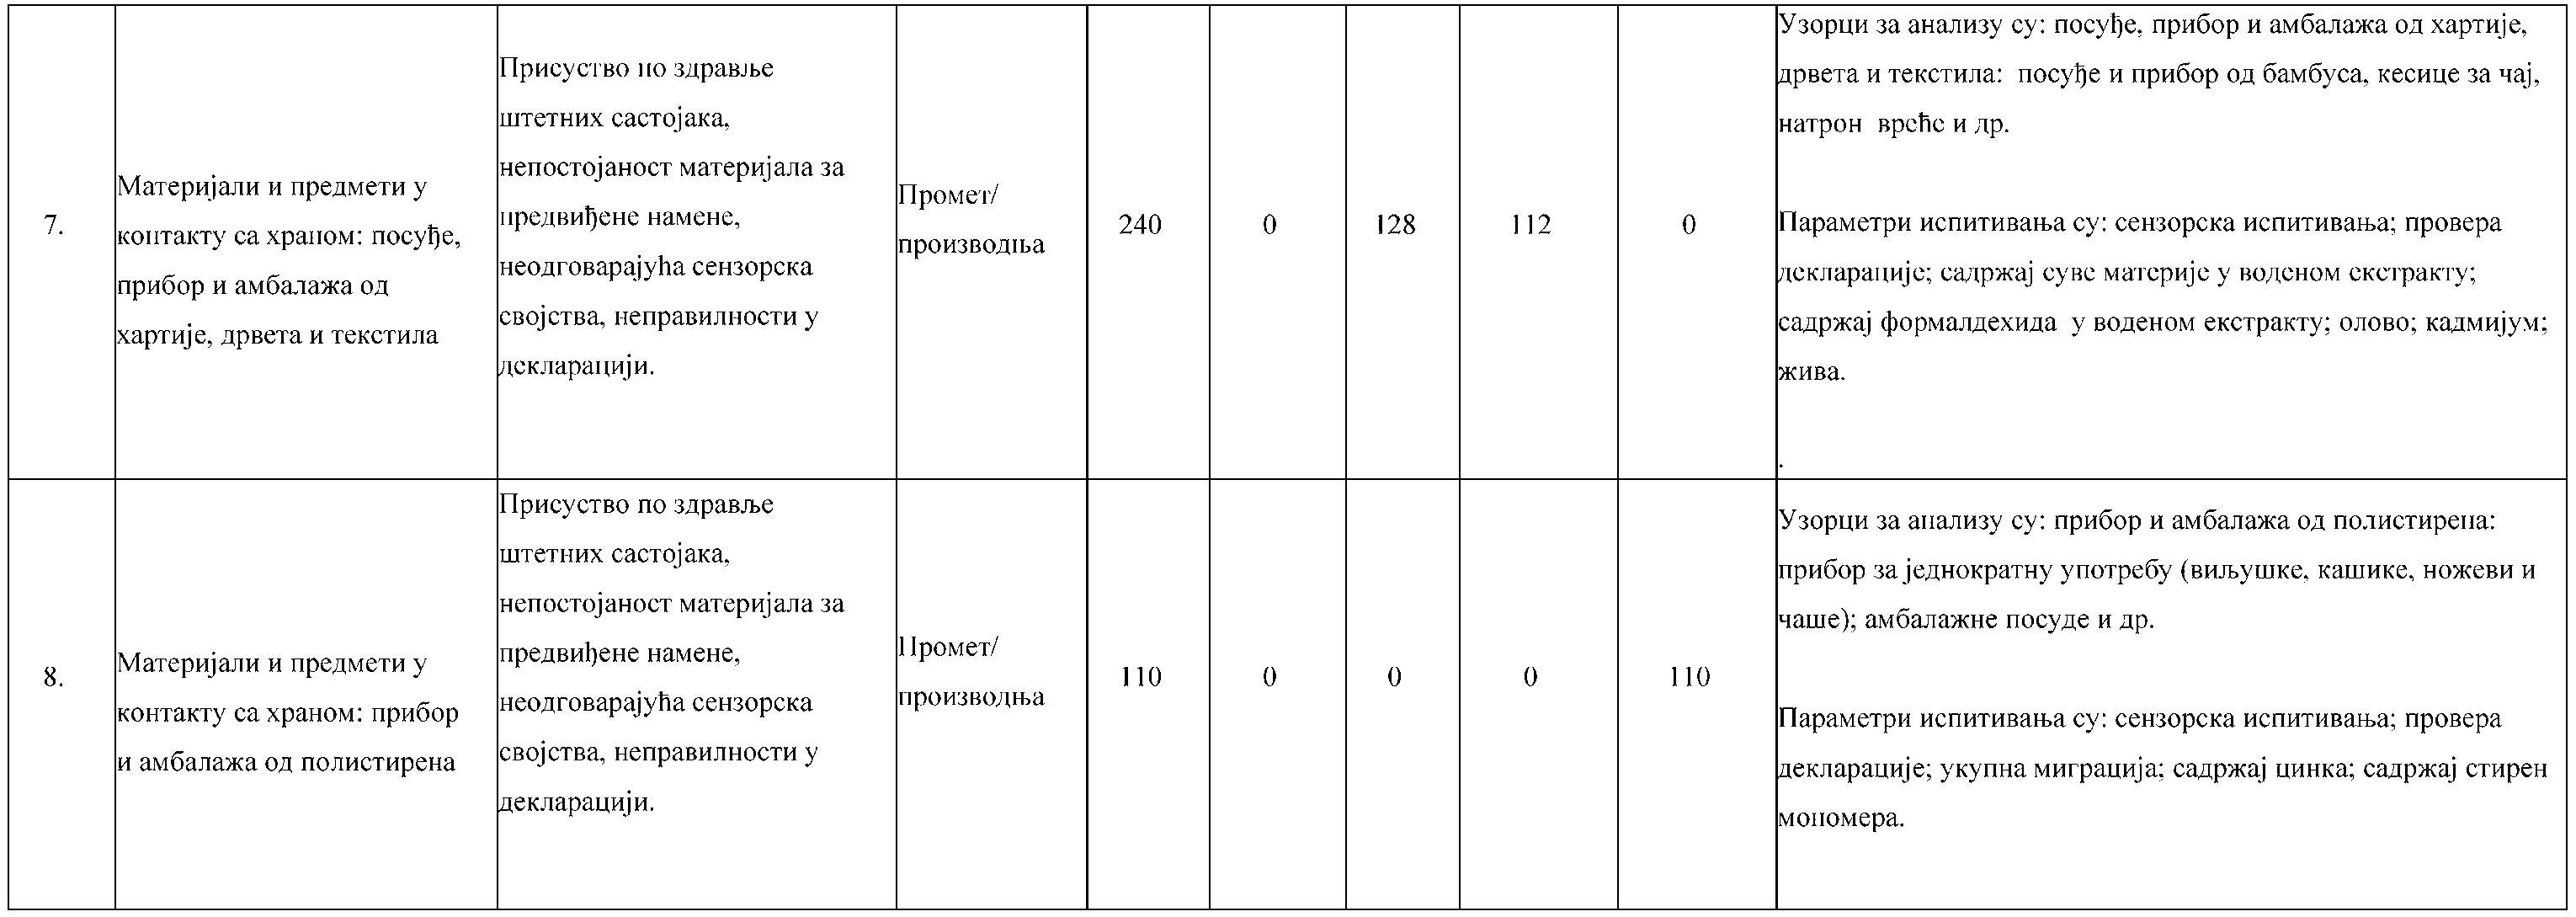 7.
Материјали и предмети у
контакту са храном: посуђе,
прибор и амбалажа од
хартије, дрвета и текстила
Присуство по здравље
штетних састојака,
непостојаност материјала за
предвиђене намене,
неодговарајућа сензорска
својства, неправилности у
декларацији.
Промет/
производња
240
0
128
112
0
Узорци за анализу су: посуђе, прибор и амбалажа од хартије,
дрвета и текстила:  посуђе и прибор од бамбуса, кесице за чај,
натрон  вреће и др.
Параметри испитивања су: сензорска испитивања; провера
декларације; садржај суве материје у воденом екстракту;
садржај формалдехида  у воденом екстракту; олово; кадмијум;
жива.
.
8.
Материјали и предмети у
контакту са храном: прибор
и амбалажа од полистирена
Присуство по здравље
штетних састојака,
непостојаност материјала за
предвиђене намене,
неодговарајућа сензорска
својства, неправилности у
декларацији.
Промет/
производња
110
0
0
0
110
Узорци за анализу су: прибор и амбалажа од полистирена:
прибор за једнократну употребу (виљушке, кашике, ножеви и
чаше); амбалажне посуде и др.
Параметри испитивања су: сензорска испитивања; провера
декларације; укупна миграција; садржај цинка; садржај стирен
мономера.